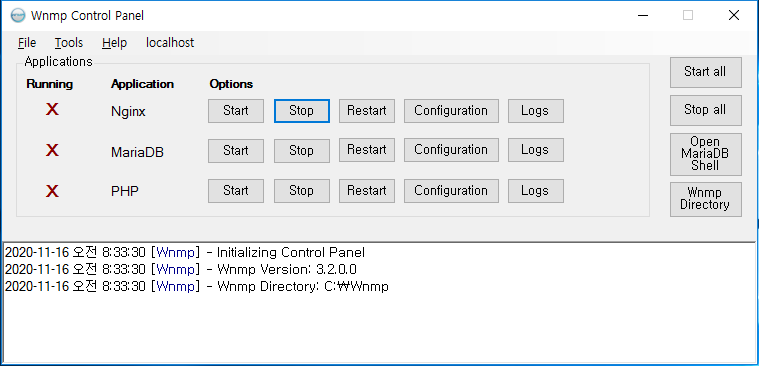 Wnmp Control Panel
File Tools Help localhost
Applications
Running Application Options
X Nginx Start Stop Restart Configuration Logs
X MariaDB Start Stop Restart Configuration Logs
X PHP Start Stop Restart Configuration Logs
Start all
Stop all
Open
MariaDB
Shell
Wnmp
Directory
2020-11-16 오전 8:33:30 [Wnmp] - Initializing Control Panel
2020-11-16 오전 8:33:30 [Wnmp] - Wnmp Version: 3.2.0.0
2020-11-16 오전 8:33:30 [Wnmp] - Wnmp Directory: C:₩Wnmp